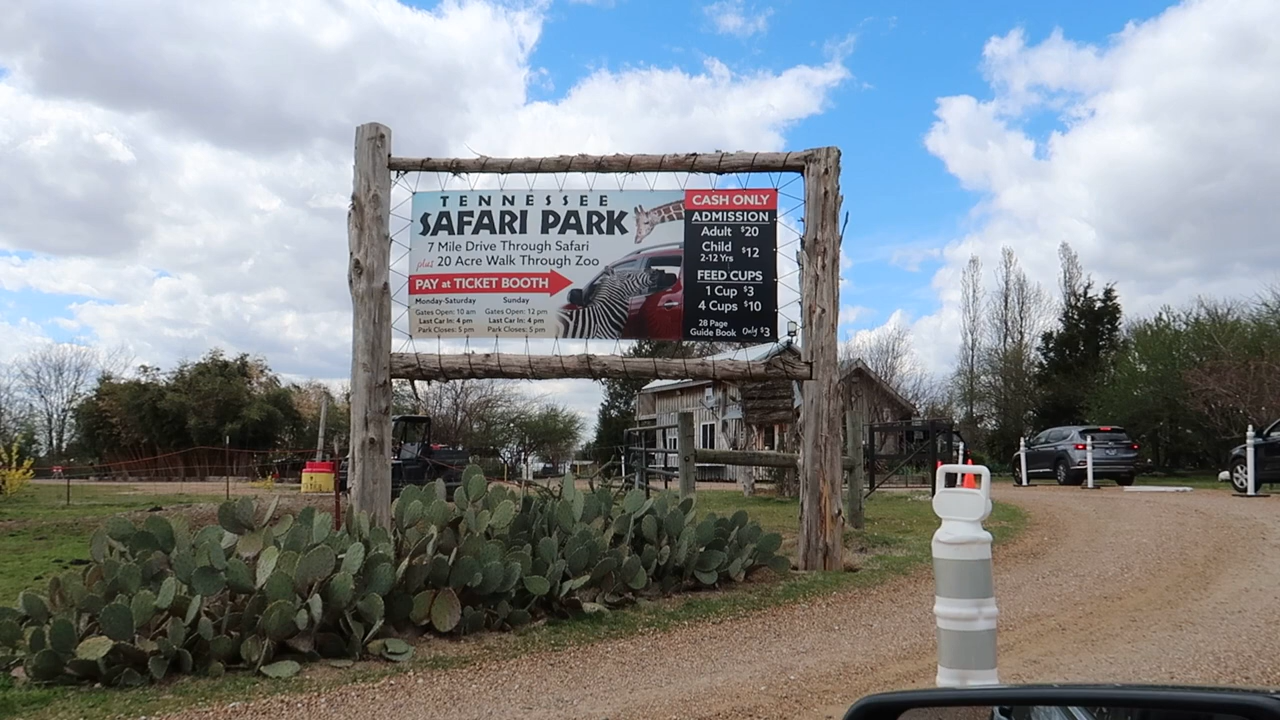 TENNESSEE
SAFARI PARK
7 Mile Drive Through Safari
plus 20 Acre Walk Through Zoo
PAY at TICKET BOOTH
Monday-Saturday
Gates Open: 10 am
Last Car In: 4 pm
Park Closes: 5 pm
Sunday
Gates Open: 12 pm
Last Car In: 4 pm
Park Closes: 5 pm
CASH ONLY
ADMISSION
Adult $20
Child $12
2-12 Yrs
FEED CUPS
1 Cup $3
4 Cups $10
28 Page
Guide Book Only $3